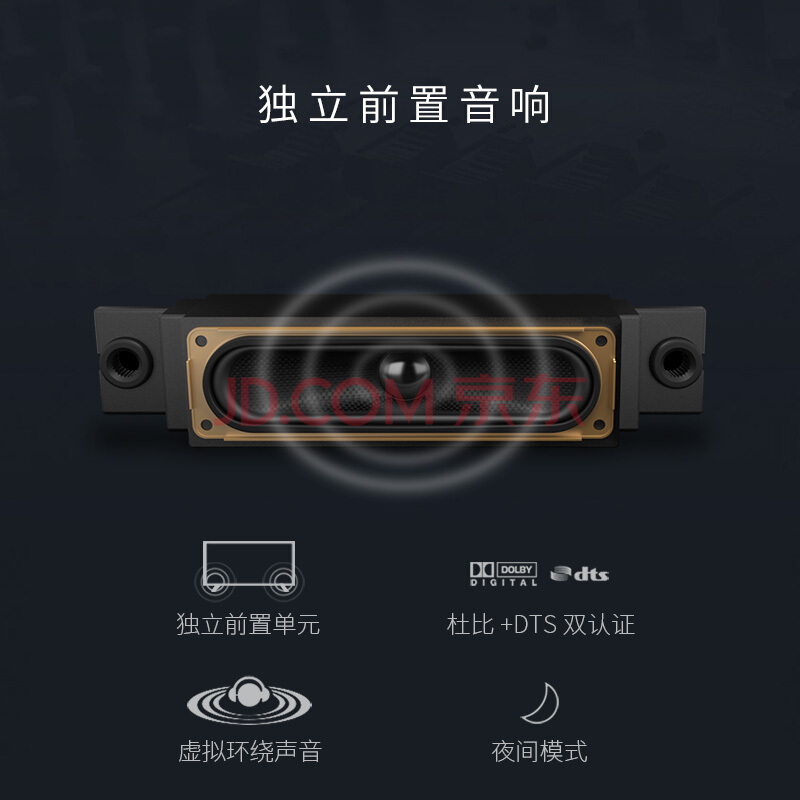 独立前置音响
JD.COM 京东
DOLBY
DIGITAL
dts
独立前置单元
杜比 +DTS 双认证
虚拟环绕声音
夜间模式